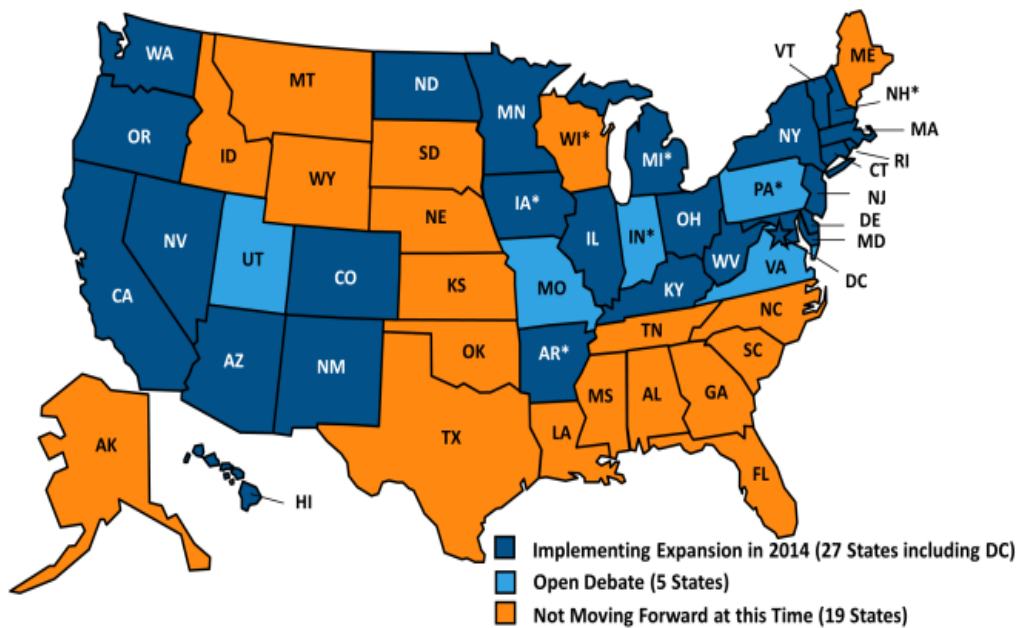 WA
MT
ND
MN
VT
ME
NH*
OR
ID
SD
WI*
MI*
NY
MA
RI
CT
WY
NE
IA*
PA*
NJ
NV
UT
CO
IL
IN*
OH
DE
MD
WV
VA
DC
CA
KS
MO
KY
NC
AZ
NM
OK
AR*
TN
SC
MS
AL
GA
AK
TX
LA
FL
HI
Implementing Expansion in 2014 (27 States including DC)
Open Debate (5 States)
Not Moving Forward at this Time (19 States)